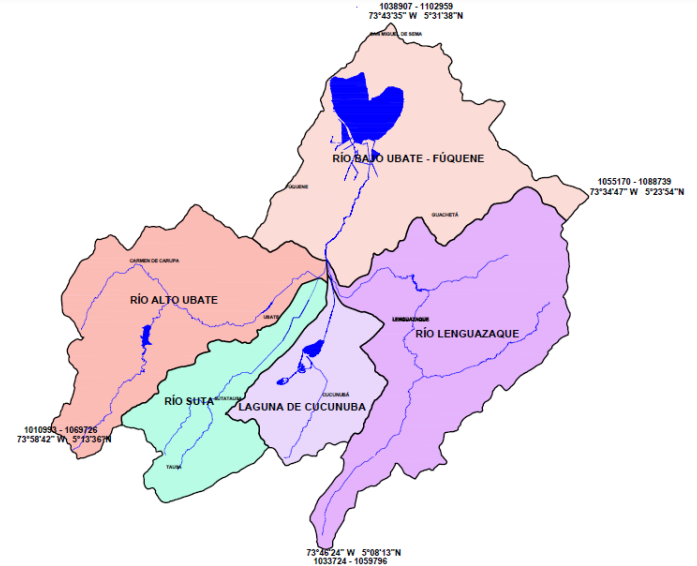 1038907 - 1102959
73°43'35" W 5°31'38"N
SAN MIGUEL DE SEMA
RÍO BAJO UBATE - FÚQUENE
1055170 - 1088739
73°34'47" W 5°23'54"N
FÚQUENE
GUACHETÁ
CARMEN DE CARUPA
RÍO ALTO UBATE
UBATE
LENGUAZAQUE
RÍO LENGUAZAQUE
RÍO SUTA
SUTATAUSA
CUCUNUBÁ
LAGUNA DE CUCUNUBA
1010993 - 1069726
73°58'42" W 5°13'36"N
TAUSA
73°46'24" W 5°08'13"N
1033724 - 1059796